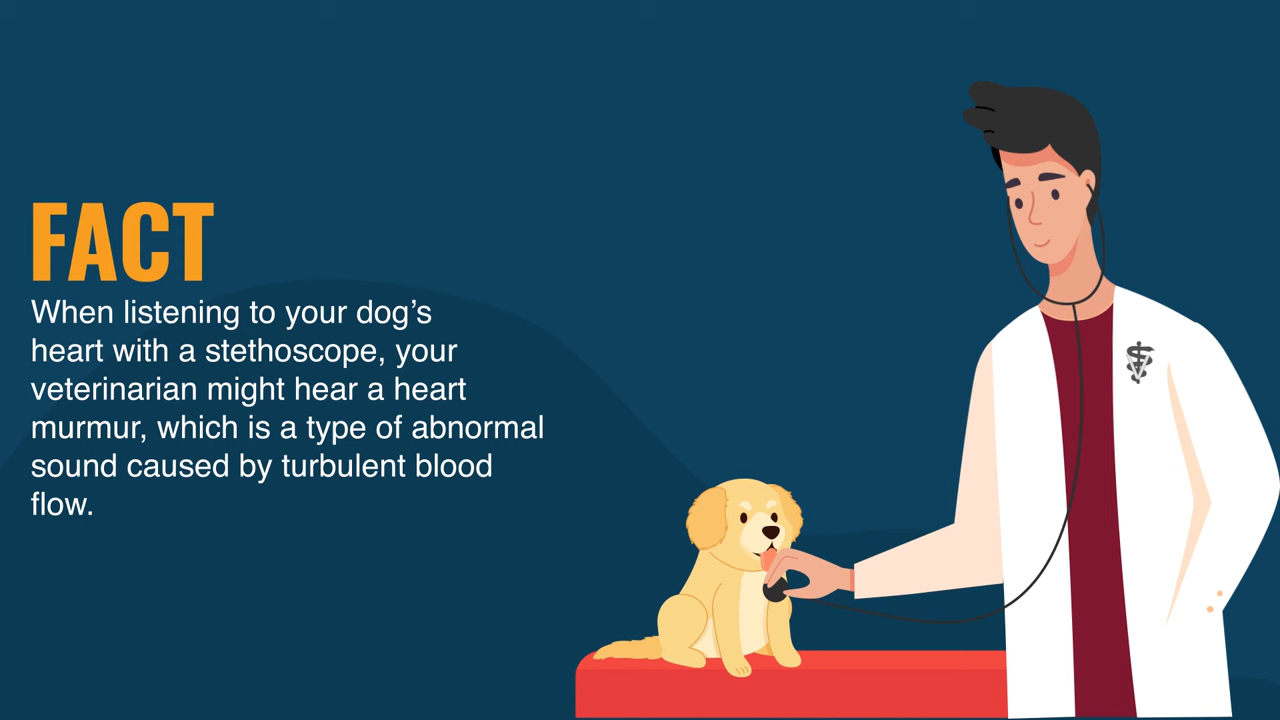 FACT
When listening to your dog’s
heart with a stethoscope, your
veterinarian might hear a heart
murmur, which is a type of abnormal
sound caused by turbulent blood
flow.
V